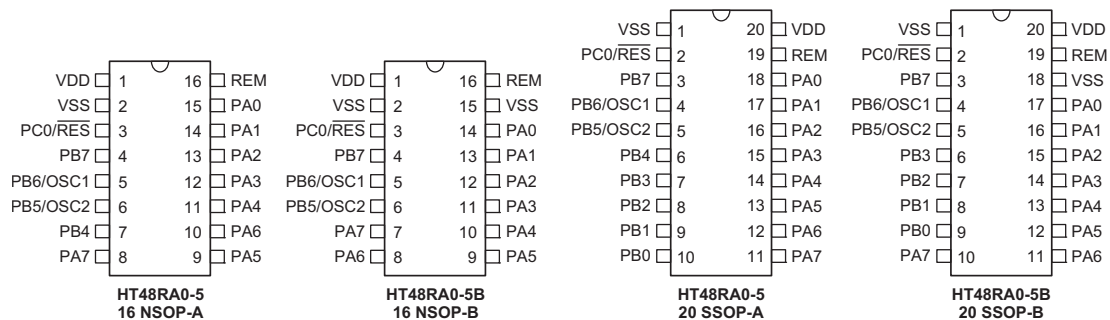 VDD 1 16 REM
VSS 2 15 PA0
PC0/RES 3 14 PA1
PB7 4 13 PA2
PB6/OSC1 5 12 PA3
PB5/OSC2 6 11 PA4
PB4 7 10 PA6
PA7 8 9 PA5
HT48RA0-5
16 NSOP-A
VDD 1 16 REM
VSS 2 15 VSS
PC0/RES 3 14 PA0
PB7 4 13 PA1
PB6/OSC1 5 12 PA2
PB5/OSC2 6 11 PA3
PA7 7 10 PA4
PA6 8 9 PA5
HT48RA0-5B
16 NSOP-B
VSS 1 20 VDD
PC0/RES 2 19 REM
PB7 3 18 PA0
PB6/OSC1 4 17 PA1
PB5/OSC2 5 16 PA2
PB4 6 15 PA3
PB3 7 14 PA4
PB2 8 13 PA5
PB1 9 12 PA6
PB0 10 11 PA7
HT48RA0-5
20 SSOP-A
VSS 1 20 VDD
PC0/RES 2 19 REM
PB7 3 18 VSS
PB6/OSC1 4 17 PA0
PB5/OSC2 5 16 PA1
PB3 6 15 PA2
PB2 7 14 PA3
PB1 8 13 PA4
PB0 9 12 PA5
PA7 10 11 PA6
HT48RA0-5B
20 SSOP-B